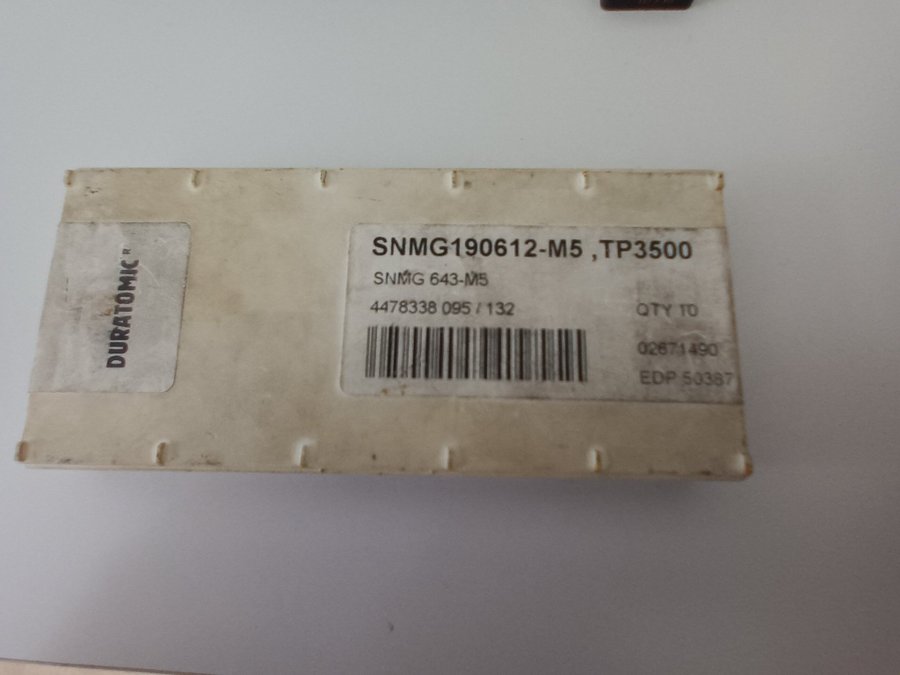 DURATOMIC®
SNMG190612-M5 ,TP3500
SNMG 643-M5
4478338 095 / 132
QTY 10
02671490
EDP 50387